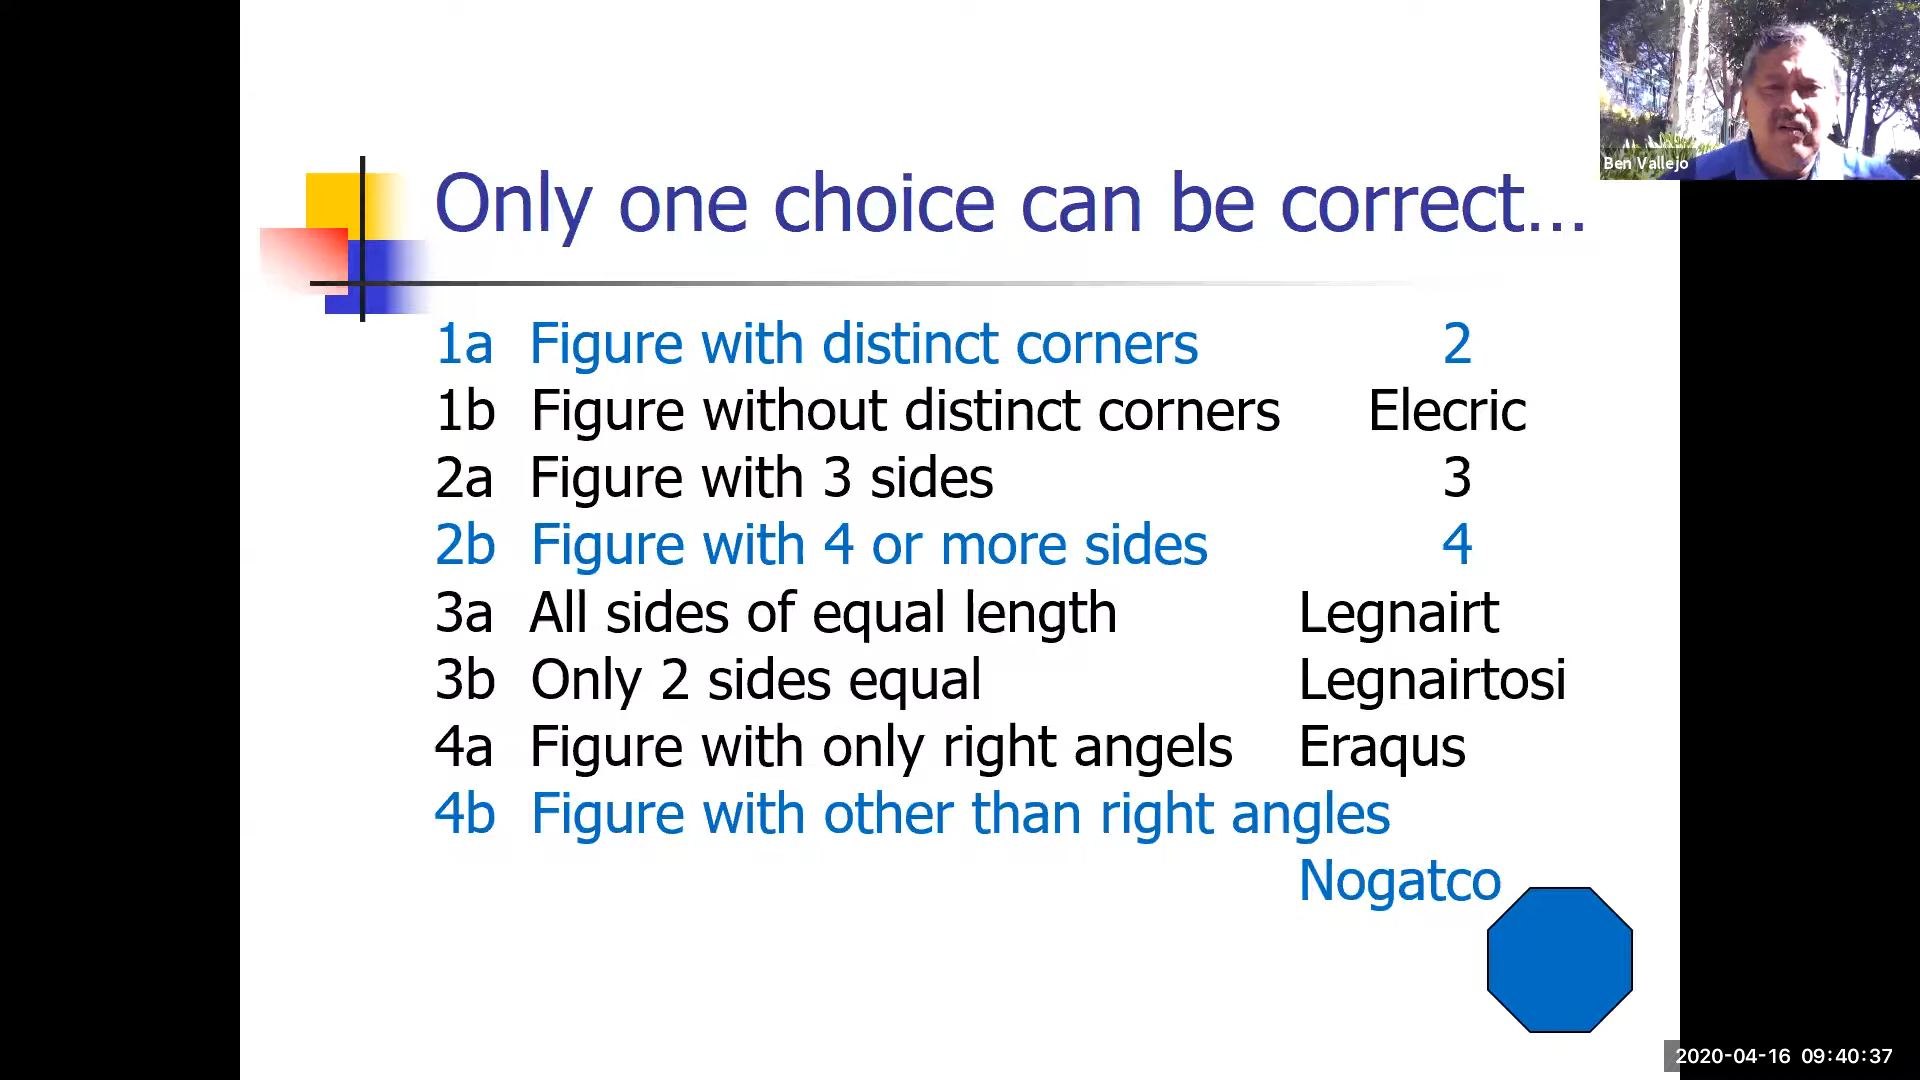 Ben Vallejo
Only one choice can be correct...
1a Figure with distinct corners 2
1b Figure without distinct corners Elecric
2a Figure with 3 sides 3
2b Figure with 4 or more sides 4
3a All sides of equal length Legnairt
3b Only 2 sides equal Legnairtosi
4a Figure with only right angels Eraqus
4b Figure with other than right angles
Nogatco
2020-04-16 09:40:37